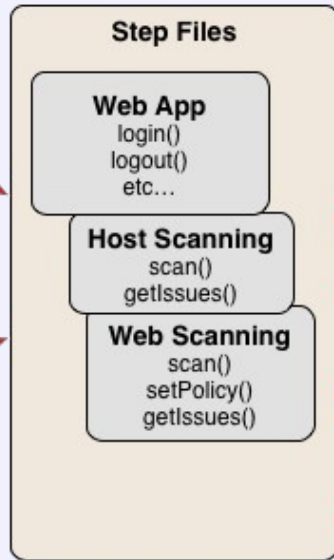 Step Files
Web App
login()
logout()
etc...
Host Scanning
scan()
getIssues()
Web Scanning
scan()
setPolicy()
getIssues()